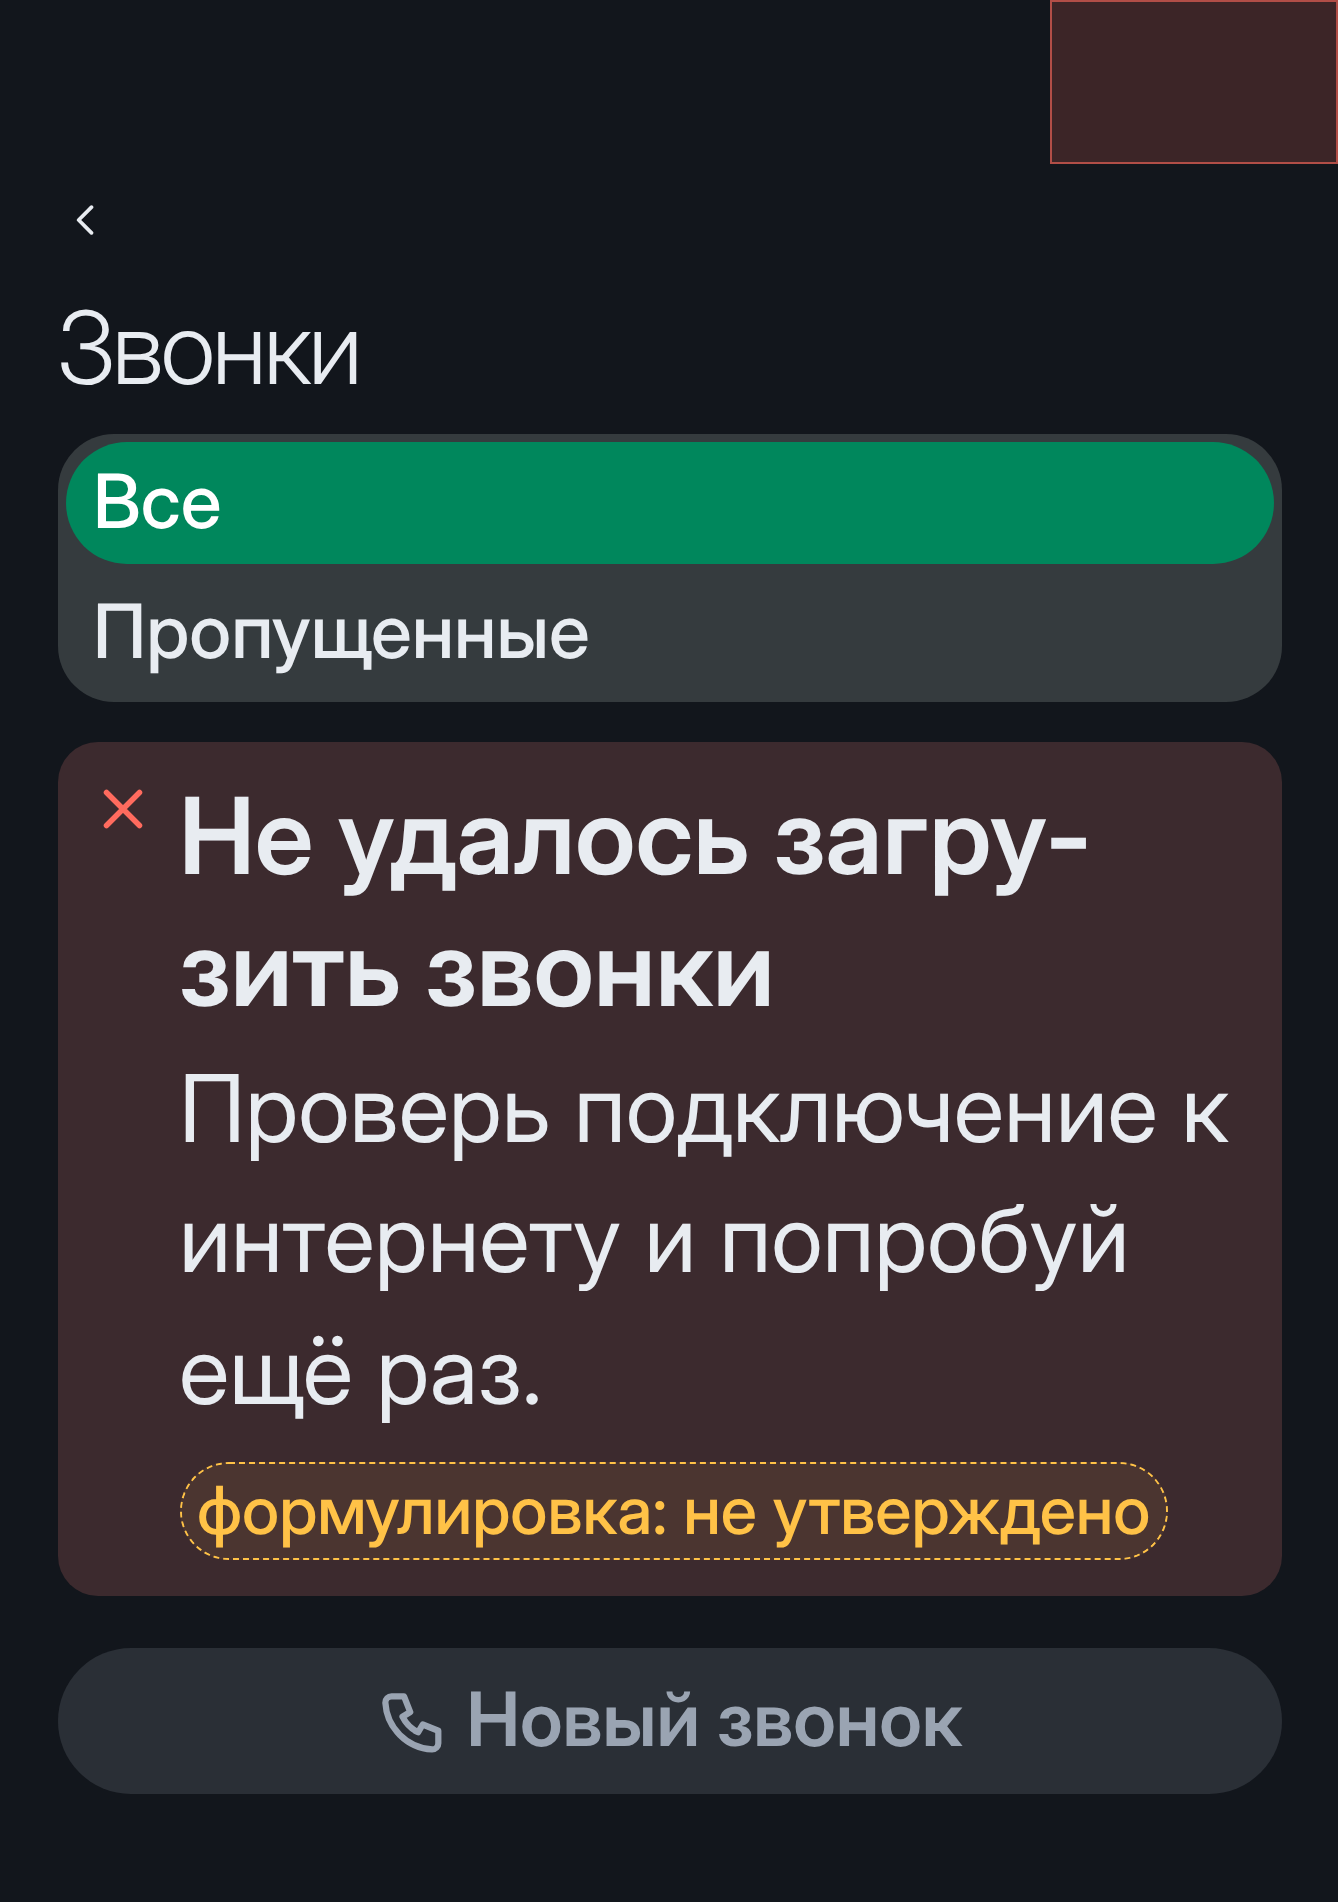 Звонки
Все
Пропущенные
Не удалось загру-
зить звонки
Проверь подключение к
интернету и попробуй
ещё раз.
формулировка: не утверждено
Новый звонок